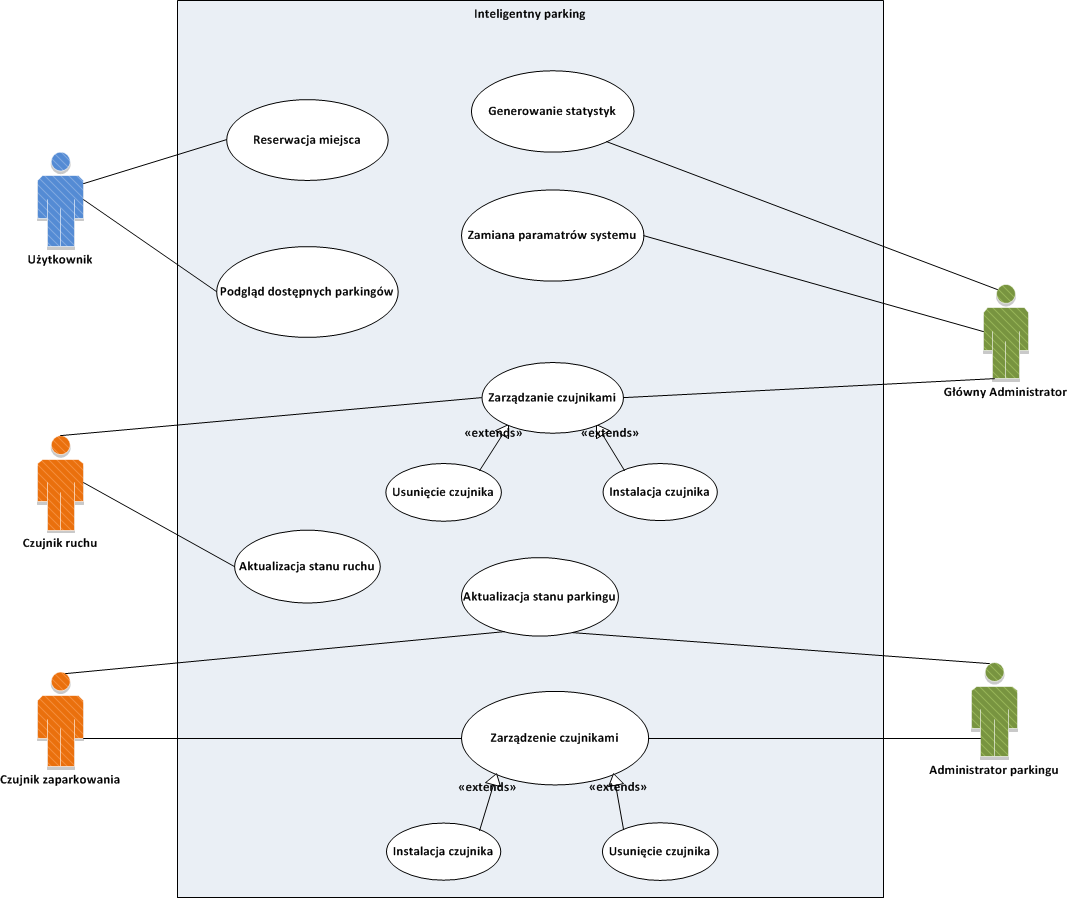 Inteligentny parking
Generowanie statystyk
Reserwacja miejsca
Zamiana paramatrów systemu
Użytkownik
Podgląd dostępnych parkingów
Główny Administrator
Zarządzanie czujnikami
«extends» «extends»
Usunięcie czujnika
Instalacja czujnika
Czujnik ruchu
Aktualizacja stanu ruchu
Aktualizacja stanu parkingu
Zarządzenie czujnikami
Czujnik zaparkowania
Administrator parkingu
«extends» «extends»
Instalacja czujnika
Usunięcie czujnika